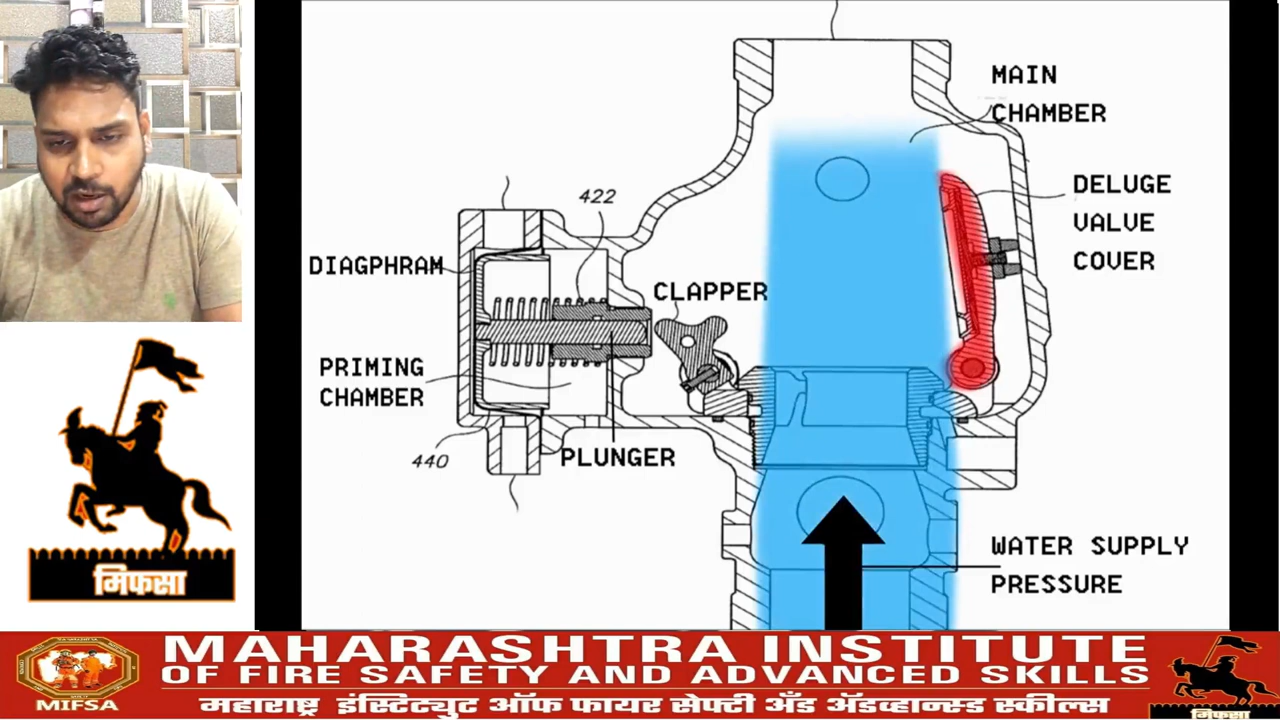 MAIN
CHAMBER
DELUGE
VALVE
COVER
422
DIAGPHRAM
CLAPPER
PRIMING
CHAMBER
440
PLUNGER
WATER SUPPLY
PRESSURE
मिफसा
MAHARASHTRA INSTITUTE
OF FIRE SAFETY AND ADVANCED SKILLS
महाराष्ट्र इंस्टिट्युट ऑफ फायर सेफ्टी अँड ॲडव्हान्स्ड स्कील्स
MIFSA
मिफसा